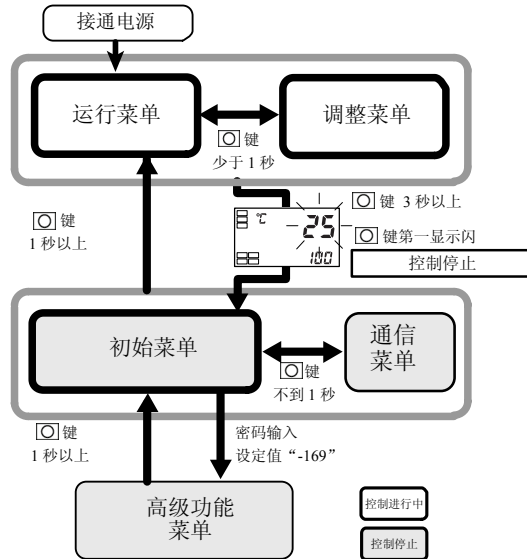 接通电源
运行菜单
调整菜单
键
少于 1 秒
键
1 秒以上
键 3 秒以上
℃
25
100
键第一显示闪
控制停止
初始菜单
通信
菜单
键
不到 1 秒
键
1 秒以上
密码输入
设定值“-169”
高级功能
菜单
控制进行中
控制停止